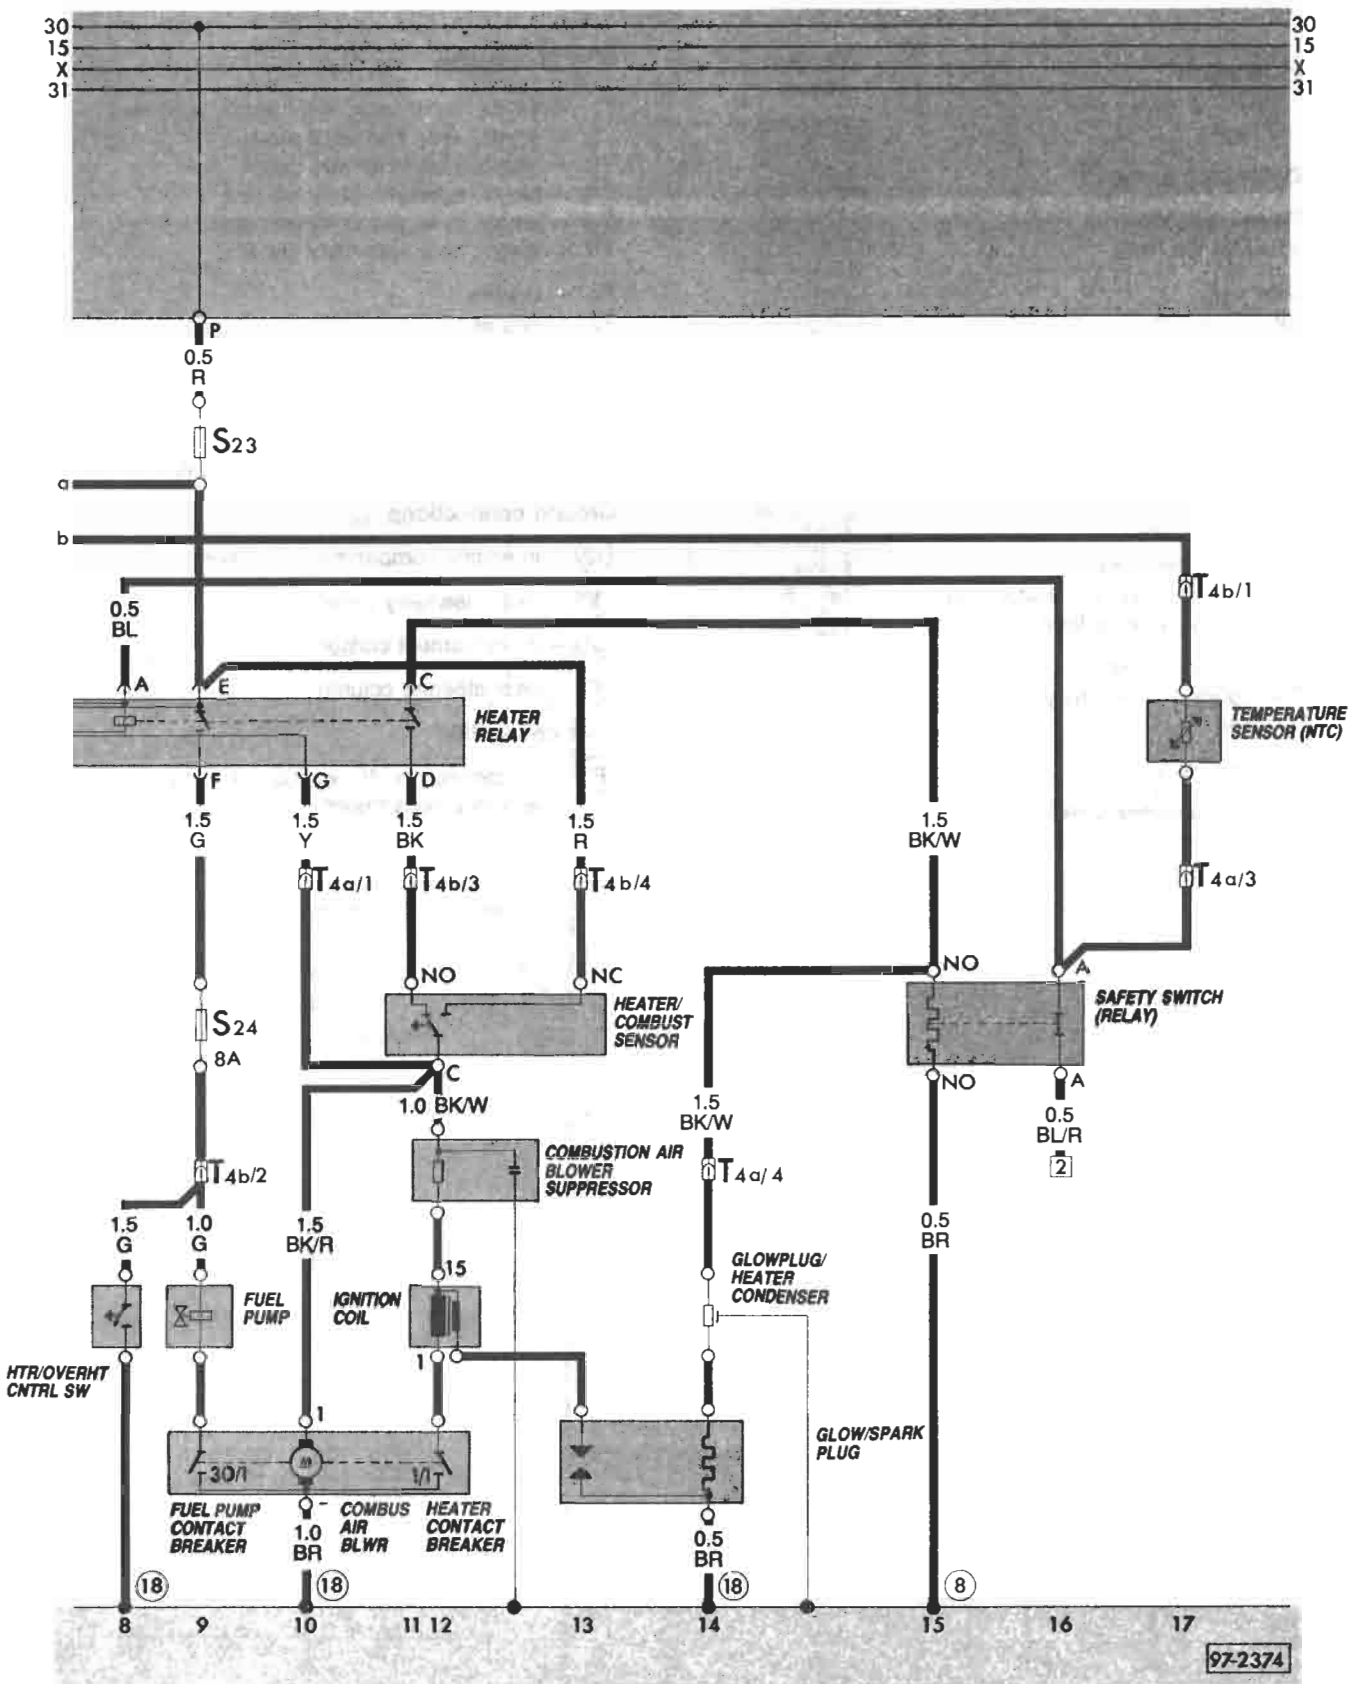 30 30
15 15
X X
31 31
P
0.5
R
S23
a
b
T4b/1
0.5
BL
A E C
HEATER
RELAY
TEMPERATURE
SENSOR (NTC)
F G D
1.5 1.5 1.5 1.5 1.5
G Y BK R BK/W
T4a/1 T4b/3 T4b/4 T4a/3
NO NC NO A
HEATER/
COMBUST
SENSOR
SAFETY SWITCH
(RELAY)
S24
8A
C
NO A
1.0 BK/W
1.5
BK/W
0.5
BL/R
2
COMBUSTION AIR
BLOWER
SUPPRESSOR
T4b/2 T4a/4
1.5 1.0 1.5 0.5
G G BK/R BR
15
GLOWPLUG/
HEATER
CONDENSER
FUEL
PUMP
IGNITION
COIL
1
HTR/OVERHT
CNTRL SW
1
GLOW/SPARK
PLUG
30/1 M 1/1
-
FUEL PUMP
CONTACT
BREAKER
COMBUS
AIR
BLWR
HEATER
CONTACT
BREAKER
1.0
BR
0.5
BR
18 18 18 8
8 9 10 11 12 13 14 15 16 17
97-2374